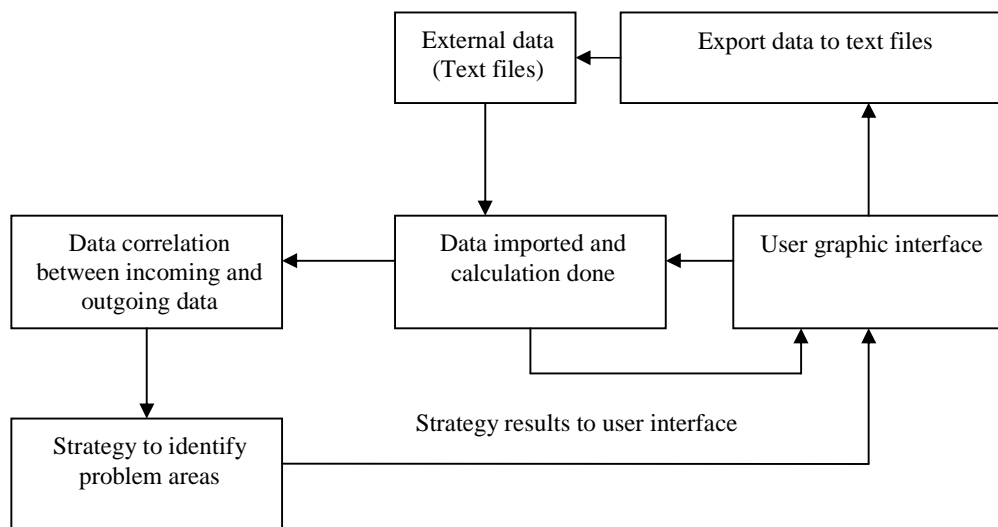 External data
(Text files)
Export data to text files
Data correlation
between incoming and
outgoing data
Data imported and
calculation done
User graphic interface
Strategy results to user interface
Strategy to identify
problem areas